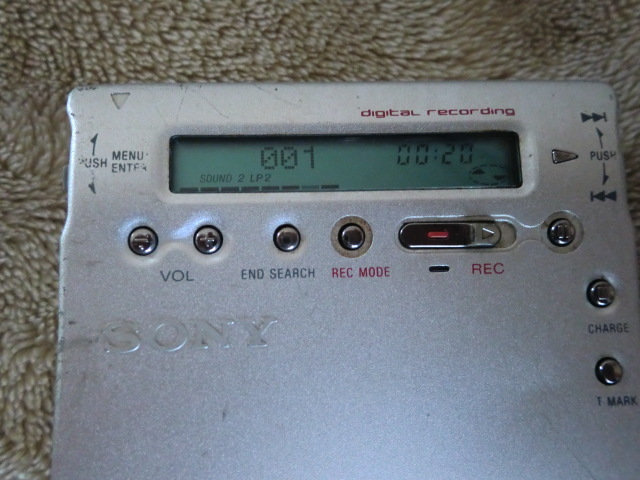 digital recording
PUSH MENU
ENTER
001 00:20
SOUND 2 LP2
PUSH
VOL END SEARCH REC MODE REC
SONY
CHARGE
T MARK